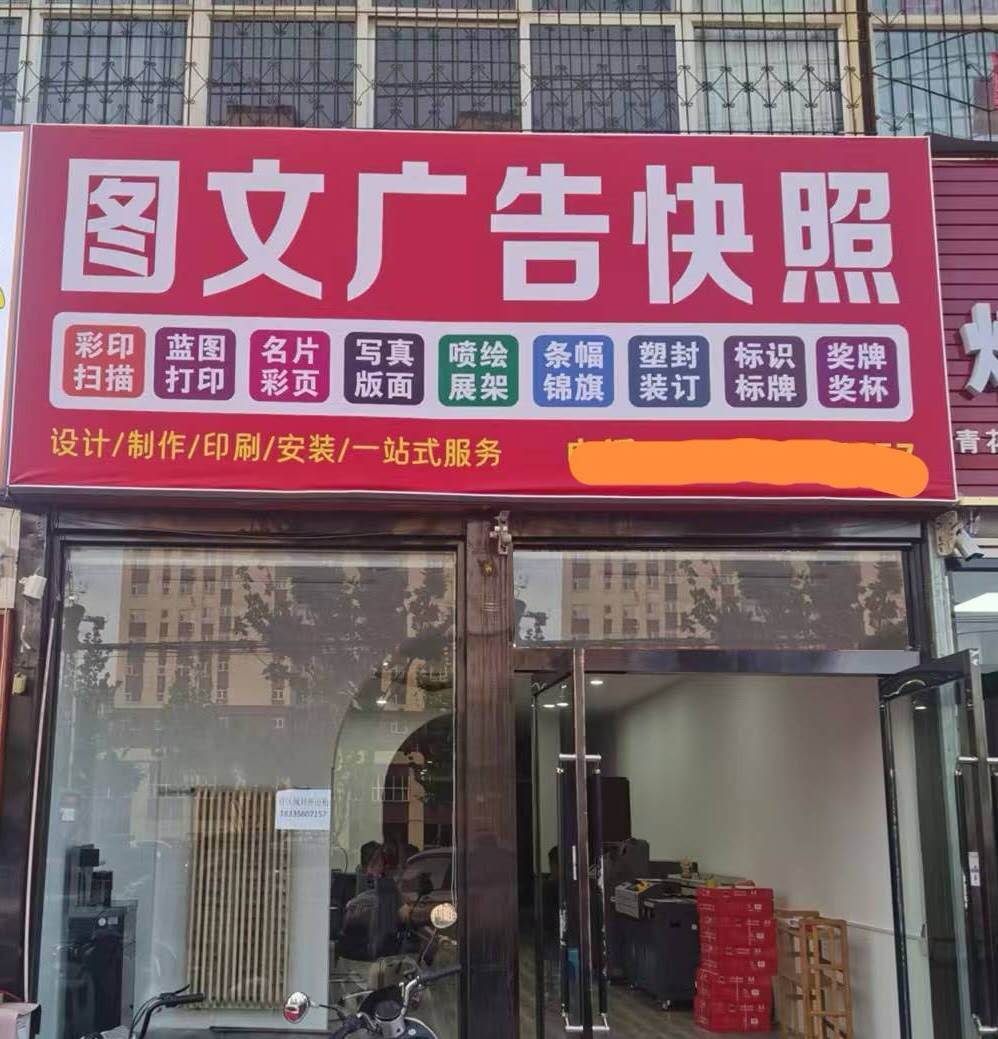 图文广告快照
彩印 蓝图 名片 写真 喷绘 条幅 塑封 标识 奖牌
扫描 打印 彩页 版面 展架 锦旗 装订 标牌 奖杯
设计/制作/印刷/安装/一站式服务
青花